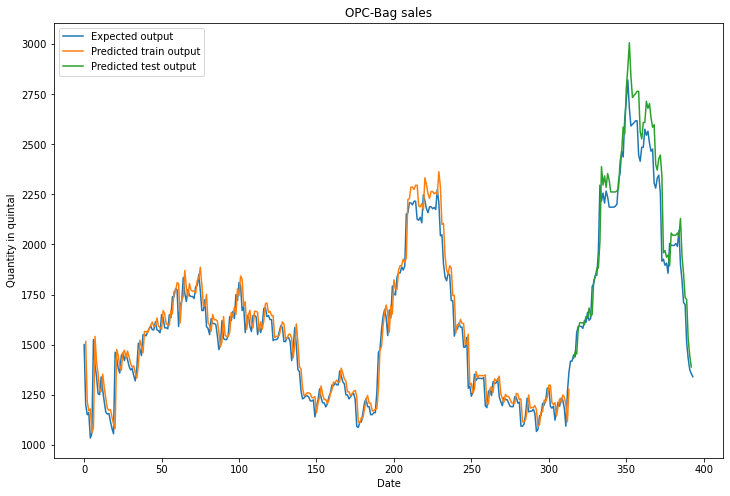 OPC-Bag sales
Expected output
Predicted train output
Predicted test output
Quantity in quintal
3000
2750
2500
2250
2000
1750
1500
1250
1000
0 50 100 150 200 250 300 350 400
Date